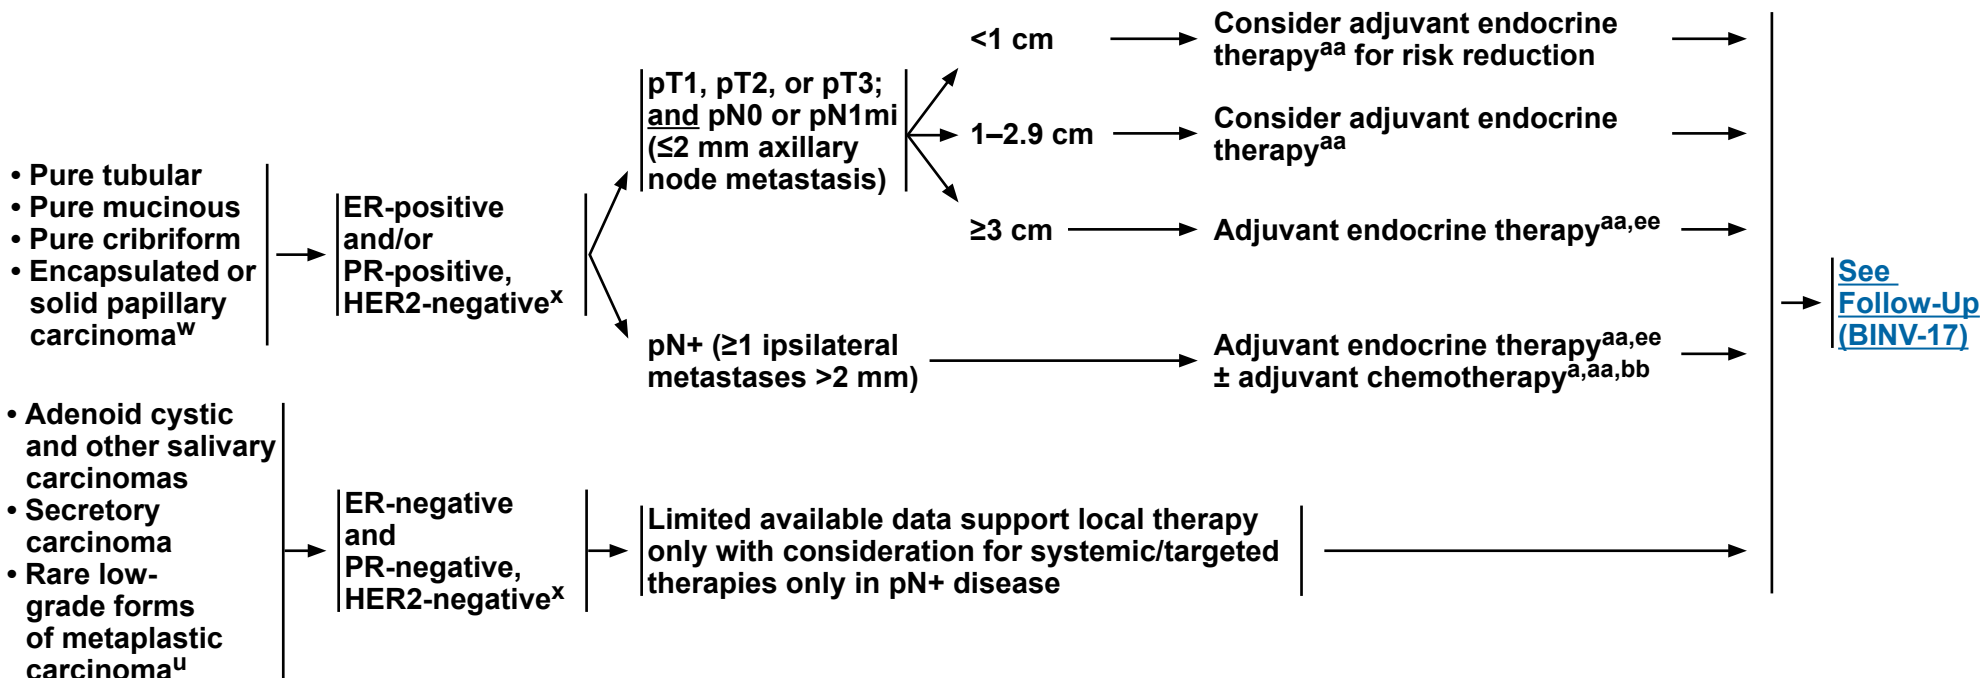 • Pure tubular
• Pure mucinous
• Pure cribriform
• Encapsulated or
solid papillary
carcinomaʷ
ER-positive
and/or
PR-positive,
HER2-negativeˣ
pT1, pT2, or pT3;
and pN0 or pN1mi
(≤2 mm axillary
node metastasis)
<1 cm
Consider adjuvant endocrine
therapyᵃᵃ for risk reduction
1–2.9 cm
Consider adjuvant endocrine
therapyᵃᵃ
≥3 cm
Adjuvant endocrine therapyᵃᵃ,ᵉᵉ
pN+ (≥1 ipsilateral
metastases >2 mm)
Adjuvant endocrine therapyᵃᵃ,ᵉᵉ
± adjuvant chemotherapyᵃ,ᵃᵃ,ᵇᵇ
• Adenoid cystic
and other salivary
carcinomas
• Secretory
carcinoma
• Rare low-
grade forms
of metaplastic
carcinomaᵘ
ER-negative
and
PR-negative,
HER2-negativeˣ
Limited available data support local therapy
only with consideration for systemic/targeted
therapies only in pN+ disease
See
Follow-Up
(BINV-17)